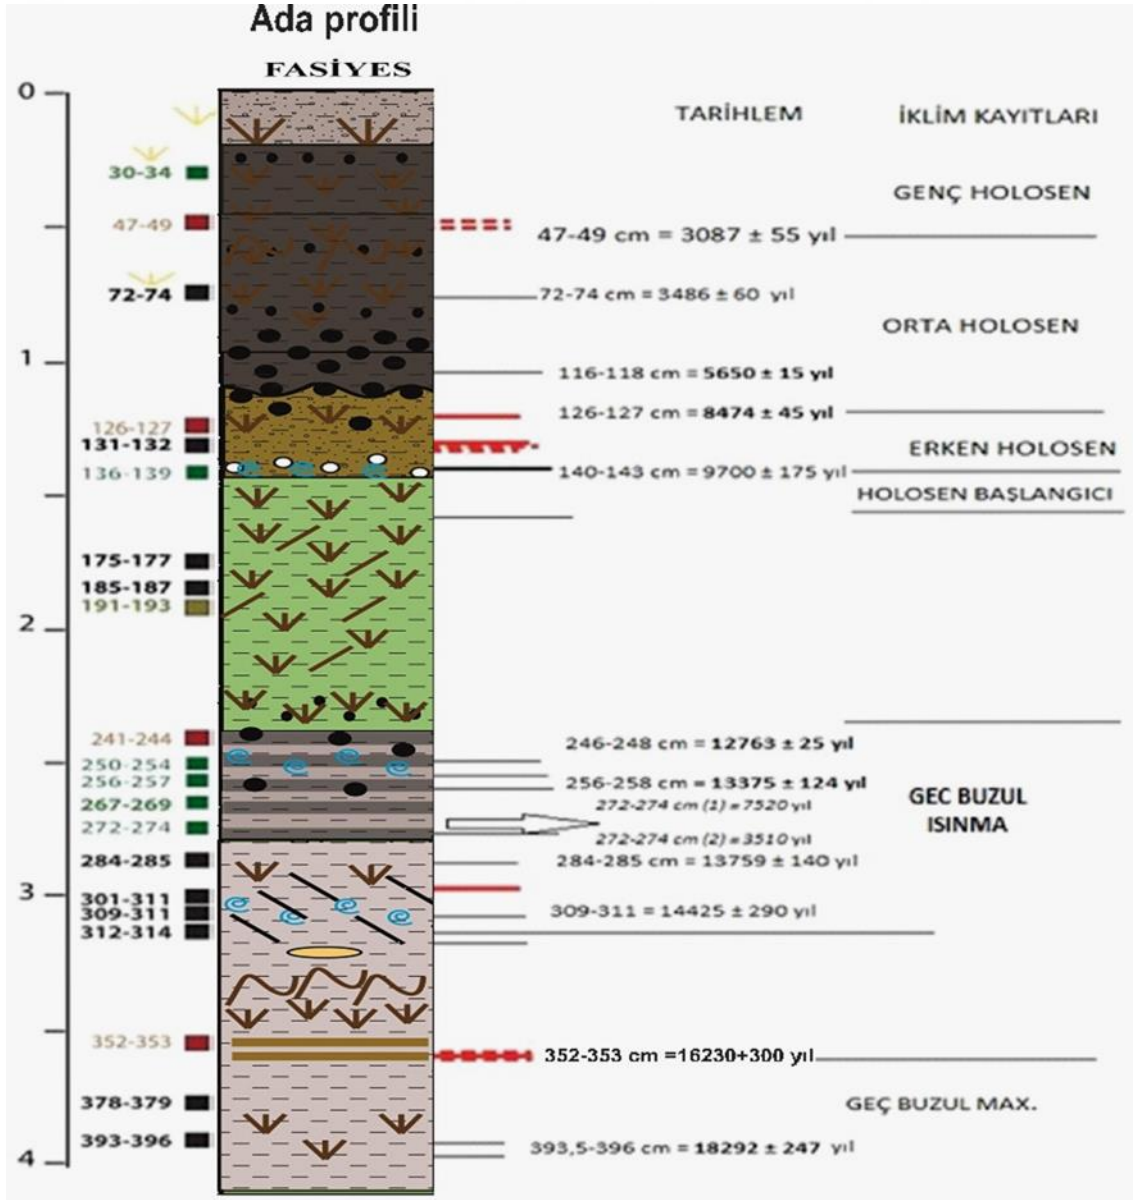 Ada profili
FASİYES
TARİHLEM
İKLİM KAYITLARI
0
30-34
GENÇ HOLOSEN
47-49
47-49 cm = 3087 ± 55 yıl
72-74
72-74 cm = 3486 ± 60 yıl
ORTA HOLOSEN
1
116-118 cm = 5650 ± 15 yıl
126-127 cm = 8474 ± 45 yıl
126-127
131-132
ERKEN HOLOSEN
136-139
140-143 cm = 9700 ± 175 yıl
HOLOSEN BAŞLANGICI
175-177
185-187
191-193
2
241-244
246-248 cm = 12763 ± 25 yıl
250-254
256-257
256-258 cm = 13375 ± 124 yıl
267-269
272-274 cm (1) = 7520 yıl
GEC BUZUL
ISINMA
272-274
272-274 cm (2) = 3510 yıl
284-285
284-285 cm = 13759 ± 140 yıl
3
301-311
309-311
309-311 = 14425 ± 290 yıl
312-314
352-353
352-353 cm =16230+300 yıl
378-379
GEÇ BUZUL MAX.
393-396
393,5-396 cm = 18292 ± 247 yıl
4